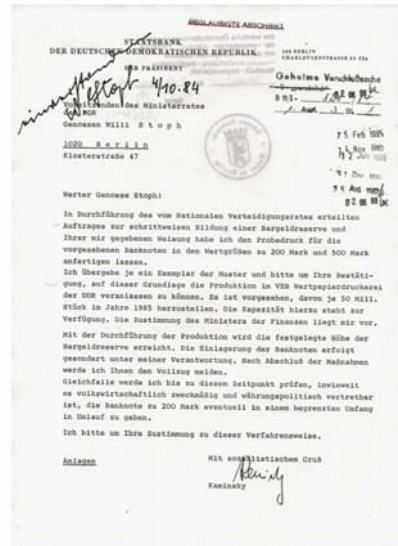 BEGLAUBIGTE ABSCHRIFT
STAATSBANK
DER DEUTSCHEN DEMOKRATISCHEN REPUBLIK
DER PRÄSIDENT
108 BERLIN
CHARLOTTENSTRASSE
einverstanden
WStoph 4/10.84
Geheime Verschlußsache
Vorsitzenden des Ministerrates
der DDR
Genossen Willi Stoph
1020 Berlin
Klosterstraße 47
Werter Genosse Stoph!
In Durchführung des vom Nationalen Verteidigungsrates erteilten
Auftrages zur schrittweisen Bildung einer Bargeldreserve und
Ihrer mir gegebenen Weisung habe ich den Probedruck für die
vorgesehenen Banknoten in den Wertgrößen zu 200 Mark und 500 Mark
anfertigen lassen.
Ich übergebe je ein Exemplar der Muster und bitte um Ihre Bestäti-
gung, auf dieser Grundlage die Produktion im VEB Wertpapierdruckerei
der DDR veranlassen zu können. Es ist vorgesehen, davon je 50 Mill.
Stück im Jahre 1985 herzustellen. Die Kapazität hierzu steht zur
Verfügung. Die Zustimmung des Ministers der Finanzen liegt mir vor.
Mit der Durchführung der Produktion wird die festgelegte Höhe der
Bargeldreserve erreicht. Die Einlagerung der Banknoten erfolgt
gesondert unter meiner Verantwortung. Nach Abschluß der Maßnahmen
werde ich Ihnen den Vollzug melden.
Gleichfalls werde ich bis zu diesen Zeitpunkt prüfen, inwieweit
es volkswirtschaftlich zweckmäßig und währungspolitisch vertretbar
ist, die Banknote zu 200 Mark eventuell in einem begrenzten Umfang
in Umlauf zu geben.
Ich bitte um Ihre Zustimmung zu dieser Verfahrensweise.
Anlagen
Mit sozialistischem Gruß
Kaminsky